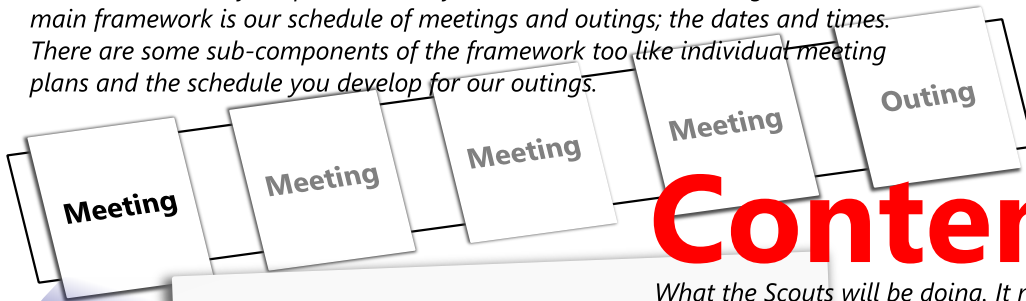 main framework is our schedule of meetings and outings; the dates and times.
There are some sub-components of the framework too like individual meeting
plans and the schedule you develop for our outings.
Outing
Meeting
Meeting
Meeting
Meeting
What the Scouts will be doing. It